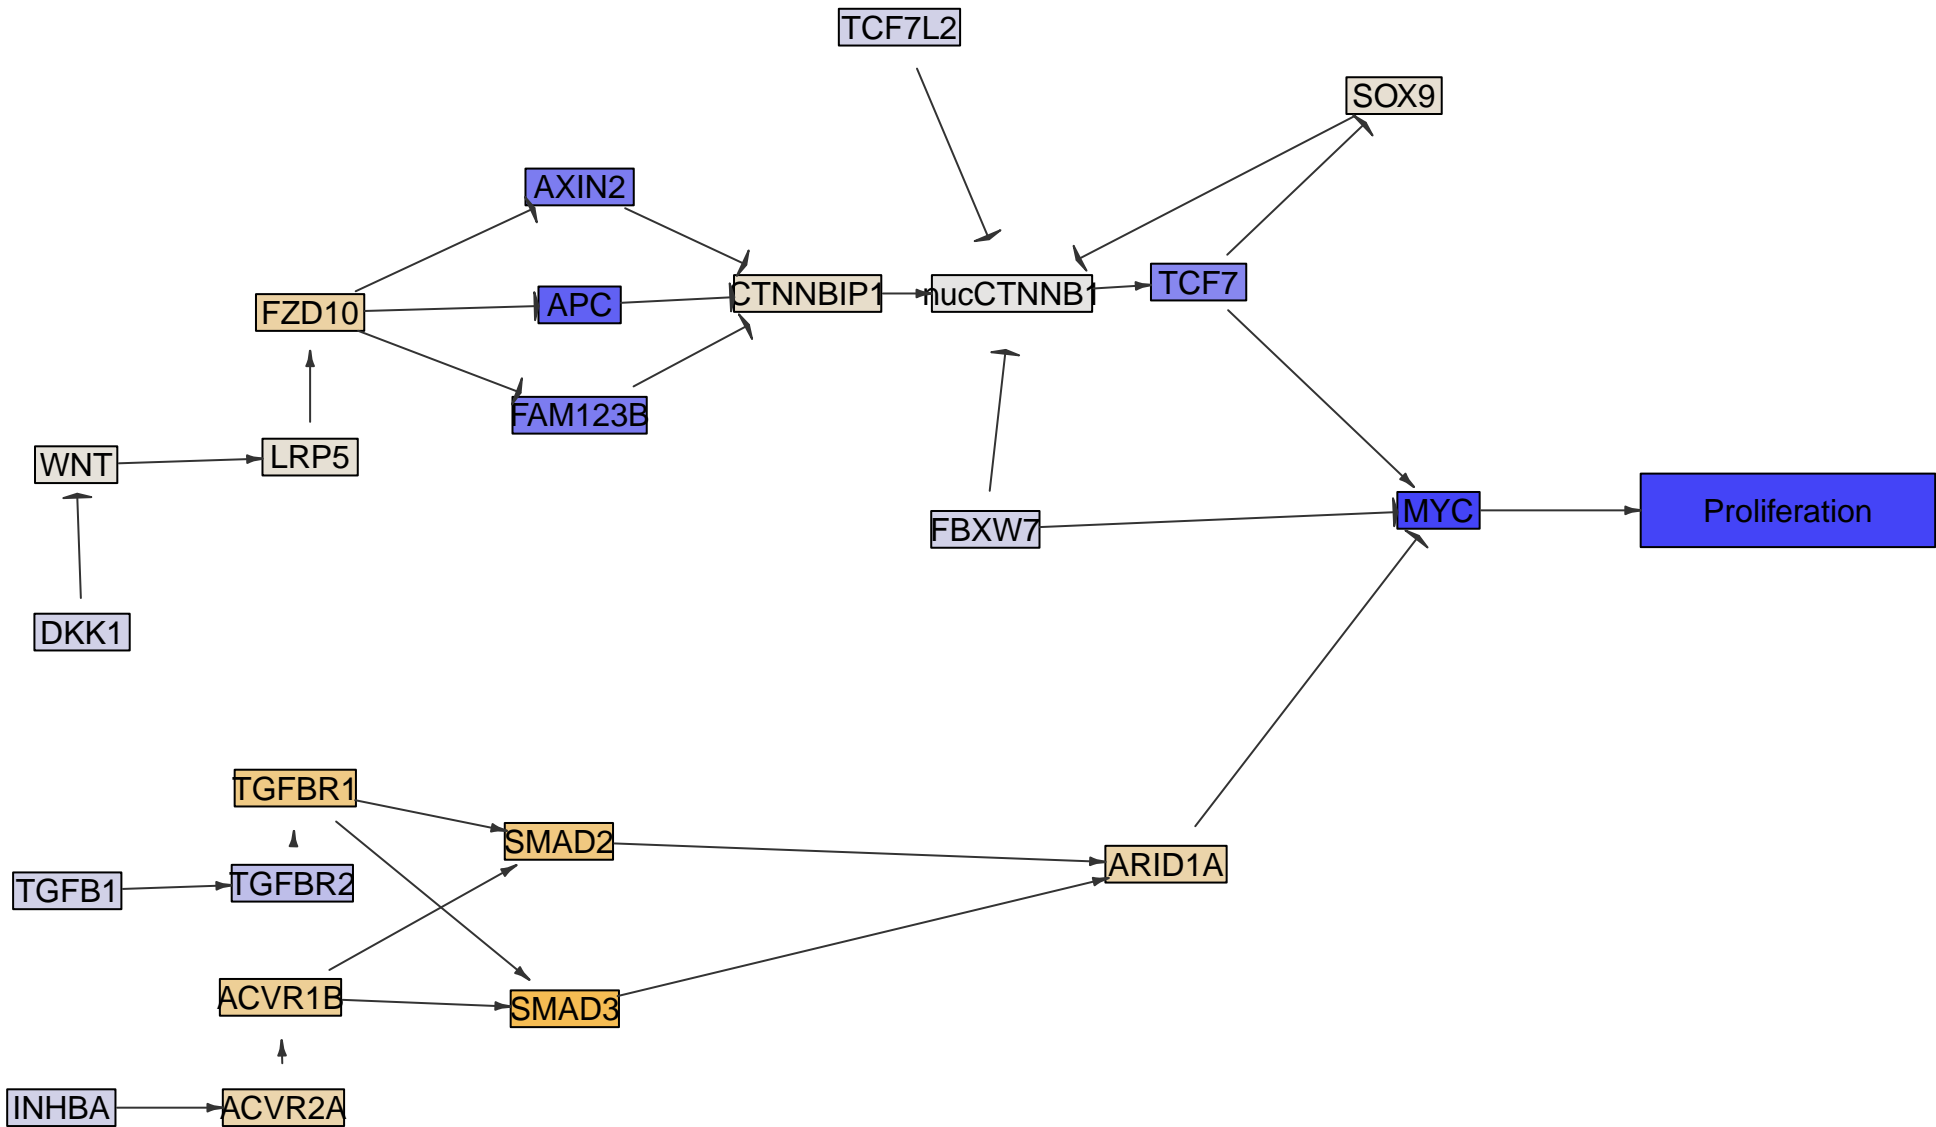 TCF7L2
SOX9
AXIN2
FZD10
APC
CTNNBIP1
nucCTNNB1
TCF7
FAM123B
WNT
LRP5
FBXW7
MYC
Proliferation
DKK1
TGFBR1
SMAD2
ARID1A
TGFB1
TGFBR2
ACVR1B
SMAD3
INHBA
ACVR2A